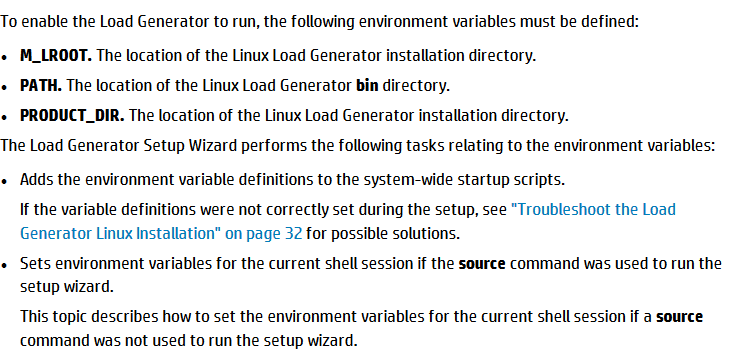 To enable the Load Generator to run, the following environment variables must be defined:
• M_LROOT. The location of the Linux Load Generator installation directory.
• PATH. The location of the Linux Load Generator bin directory.
• PRODUCT_DIR. The location of the Linux Load Generator installation directory.
The Load Generator Setup Wizard performs the following tasks relating to the environment variables:
• Adds the environment variable definitions to the system-wide startup scripts.
If the variable definitions were not correctly set during the setup, see "Troubleshoot the Load
Generator Linux Installation" on page 32 for possible solutions.
• Sets environment variables for the current shell session if the source command was used to run the
setup wizard.
This topic describes how to set the environment variables for the current shell session if a source
command was not used to run the setup wizard.